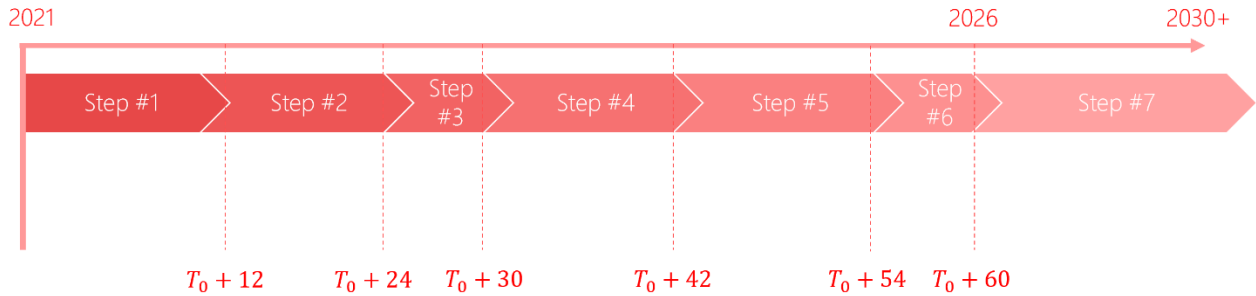 2021 2026 2030+
Step #1 Step #2 Step #3 Step #4 Step #5 Step #6 Step #7
T₀ + 12 T₀ + 24 T₀ + 30 T₀ + 42 T₀ + 54 T₀ + 60